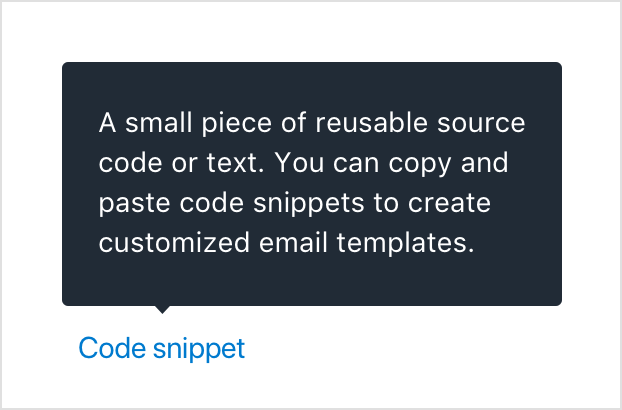 A small piece of reusable source
code or text. You can copy and
paste code snippets to create
customized email templates.
Code snippet